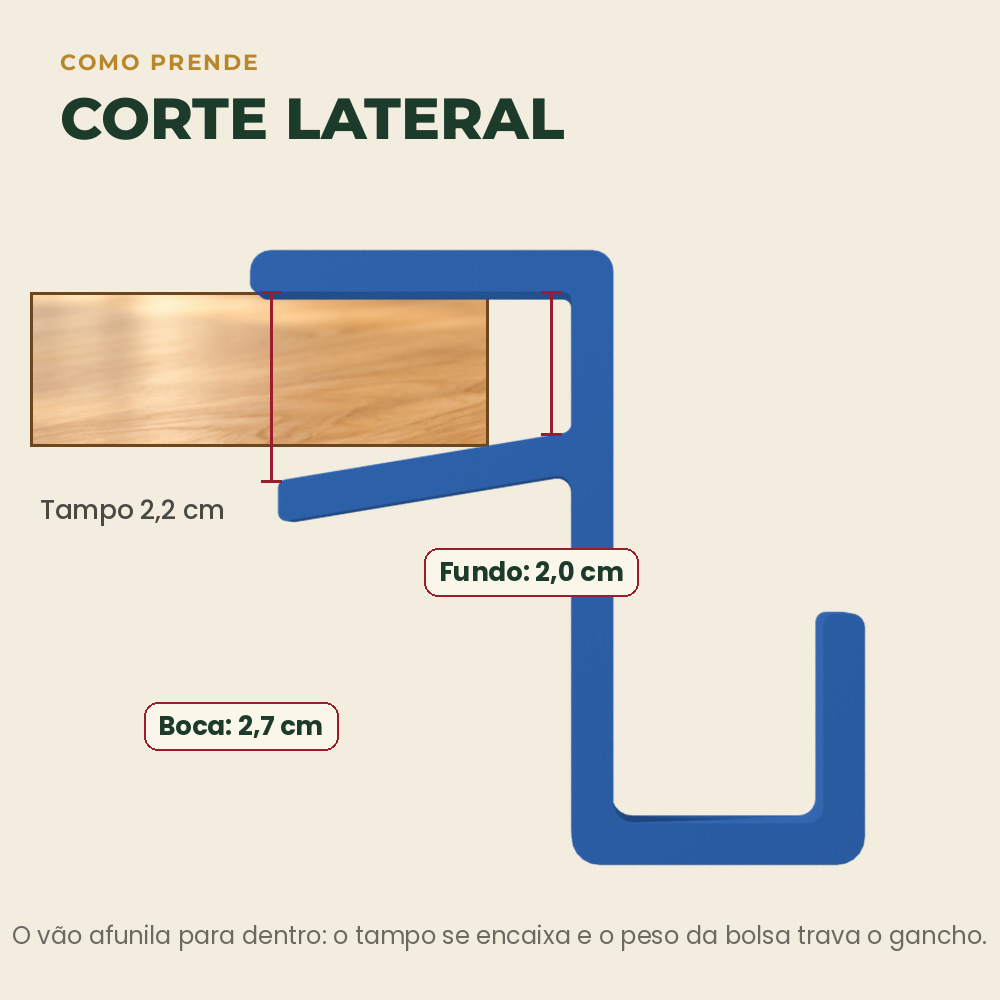 COMO PRENDE
CORTE LATERAL
Tampo 2,2 cm
Fundo: 2,0 cm
Boca: 2,7 cm
O vão afunila para dentro: o tampo se encaixa e o peso da bolsa trava o gancho.